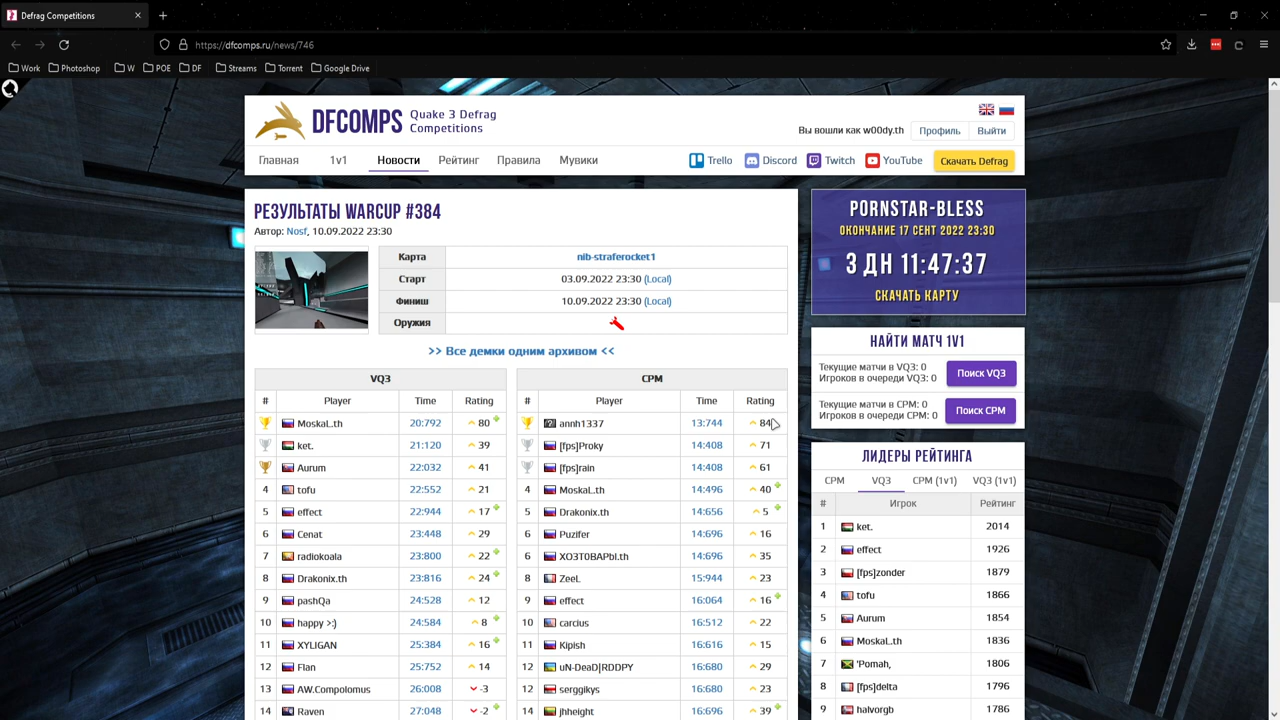 Defrag Competitions
https://dfcomps.ru/news/746
Work Photoshop W POE DF Streams Torrent Google Drive
DFCOMPS Quake 3 Defrag
Competitions
Вы вошли как w00dy.th Профиль Выйти
Главная 1v1 Новости Рейтинг Правила Мувики Trello Discord Twitch YouTube Скачать Defrag
РЕЗУЛЬТАТЫ WARCUP #384
Автор: Nosf, 10.09.2022 23:30
Карта nib-straferocket1
Старт 03.09.2022 23:30 (Local)
Финиш 10.09.2022 23:30 (Local)
Оружия
>> Все демки одним архивом <<
VQ3
# Player Time Rating
MoskaL.th 20:792 80
ket. 21:120 39
Aurum 22:032 41
4 tofu 22:552 21
5 effect 22:944 17
6 Cenat 23:448 29
7 radiokoala 23:800 22
8 Drakonix.th 23:816 24
9 pashQa 24:528 12
10 happy >:) 24:584 8
11 XYLIGAN 25:384 16
12 Flan 25:752 14
13 AW.Compolomus 26:008 -3
14 Raven 27:048 -2
CPM
# Player Time Rating
annh1337 13:744 84
[fps]Proky 14:408 71
[fps]rain 14:408 61
4 MoskaL.th 14:496 40
5 Drakonix.th 14:656 5
6 Puzifer 14:696 16
6 XO3T0BAPbI.th 14:696 35
8 ZeeL 15:944 23
9 effect 16:064 16
10 carcius 16:512 22
11 Kipish 16:616 15
12 uN-DeaD|RDDPY 16:680 29
12 serggikys 16:680 23
14 jhheight 16:696 39
PORNSTAR-BLESS
ОКОНЧАНИЕ 17 СЕНТ 2022 23:30
3 ДН 11:47:37
СКАЧАТЬ КАРТУ
НАЙТИ МАТЧ 1V1
Текущие матчи в VQ3: 0
Игроков в очереди VQ3: 0
Поиск VQ3
Текущие матчи в CPM: 0
Игроков в очереди CPM: 0
Поиск CPM
ЛИДЕРЫ РЕЙТИНГА
CPM VQ3 CPM (1v1) VQ3 (1v1)
# Игрок Рейтинг
1 ket. 2014
2 effect 1926
3 [fps]zonder 1879
4 tofu 1866
5 Aurum 1854
6 MoskaL.th 1836
7 'Pomah, 1806
8 [fps]delta 1796
9 halvorgb 1786